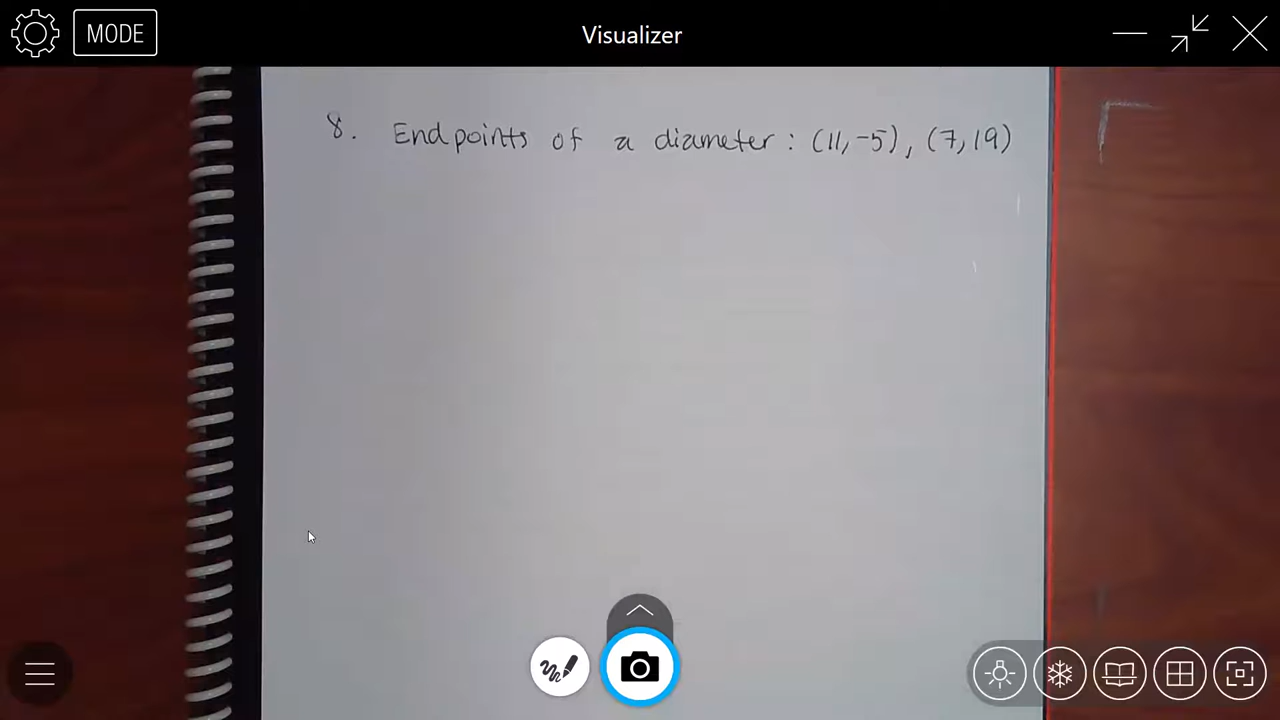 MODE
Visualizer
8. Endpoints of a diameter : (11, -5), (7, 19)